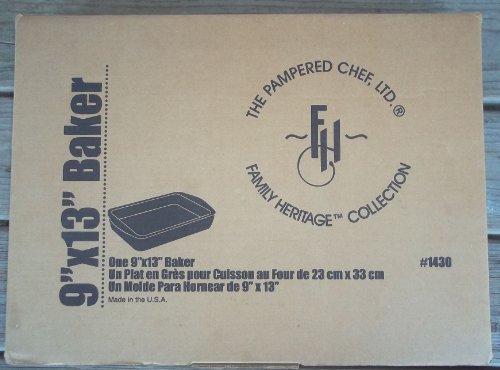 THE PAMPERED CHEF, LTD.®
FH
FAMILY HERITAGE™ COLLECTION
9”x13” Baker
One 9”x13” Baker
#1430
Un Plat en Grès pour Cuisson au Four de 23 cm x 33 cm
Un Molde Para Hornear de 9” x 13”
Made in the U.S.A.